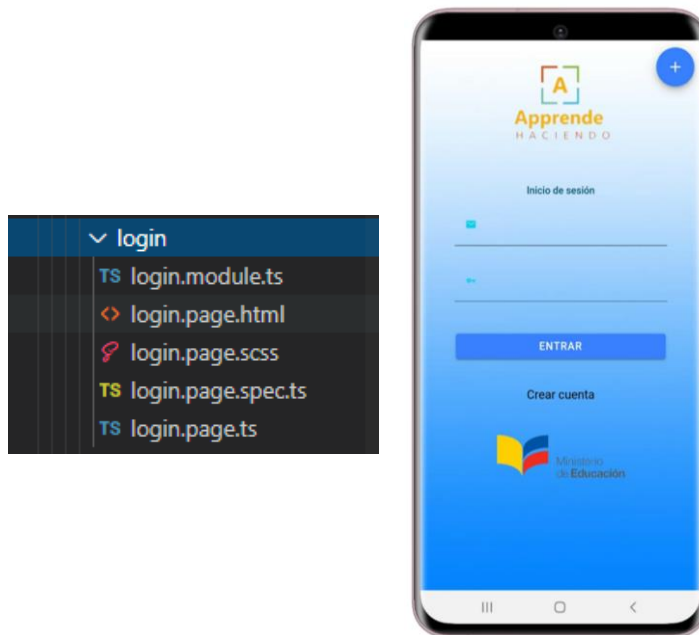 login
TS login.module.ts
<> login.page.html
login.page.scss
TS login.page.spec.ts
TS login.page.ts
+
A
Apprende
HACIENDO
Inicio de sesión
ENTRAR
Crear cuenta
Ministerio
de Educación